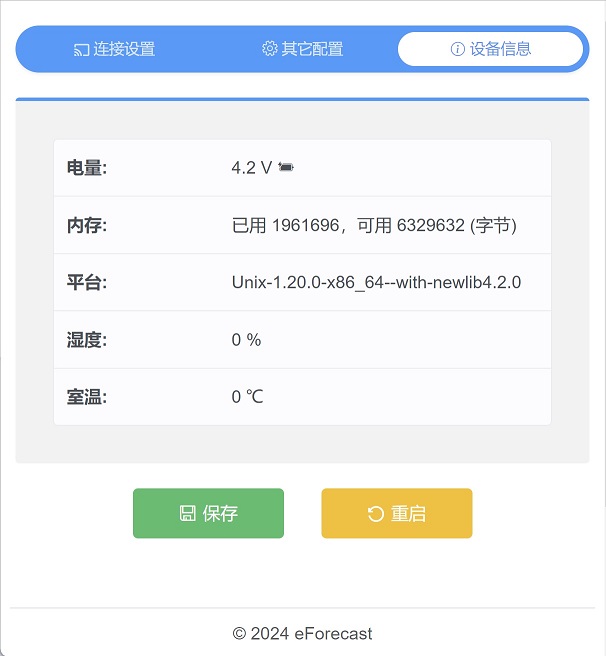 连接设置 其它配置 设备信息
电量: 4.2 V
内存: 已用 1961696，可用 6329632 (字节)
平台: Unix-1.20.0-x86_64--with-newlib4.2.0
湿度: 0 %
室温: 0 ℃
保存 重启
© 2024 eForecast